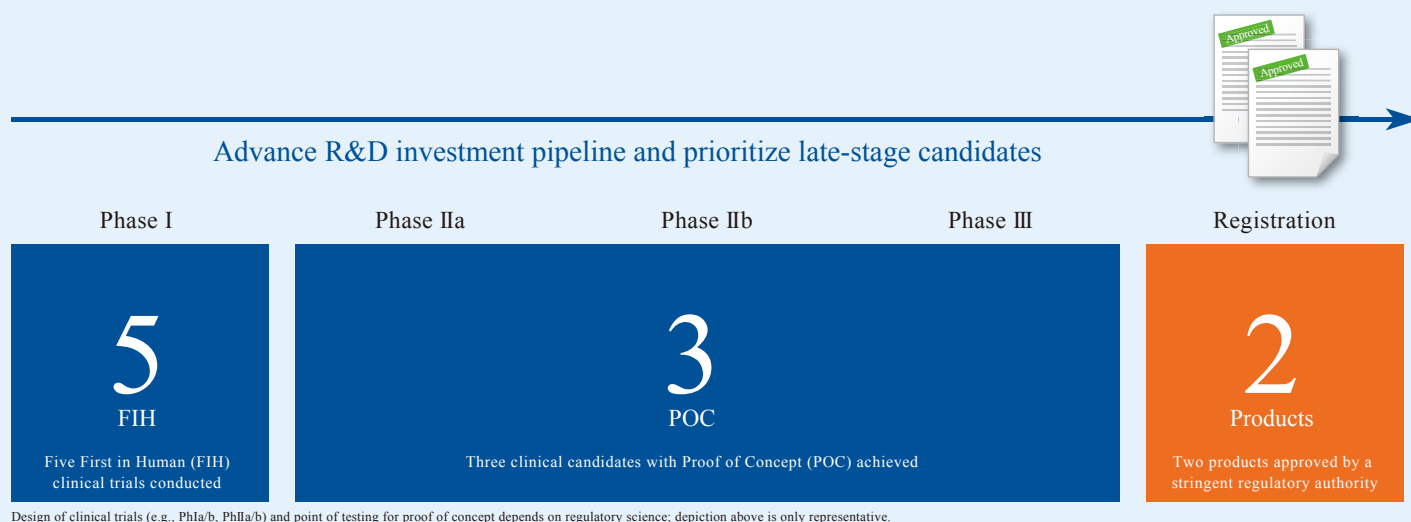 Approved
Approved
Advance R&D investment pipeline and prioritize late-stage candidates
Phase I
Phase Ⅱa
Phase Ⅱb
Phase Ⅲ
Registration
5
FIH
Five First in Human (FIH)
clinical trials conducted
3
POC
Three clinical candidates with Proof of Concept (POC) achieved
2
Products
Two products approved by a
stringent regulatory authority
Design of clinical trials (e.g., PhIa/b, PhⅡa/b) and point of testing for proof of concept depends on regulatory science; depiction above is only representative.